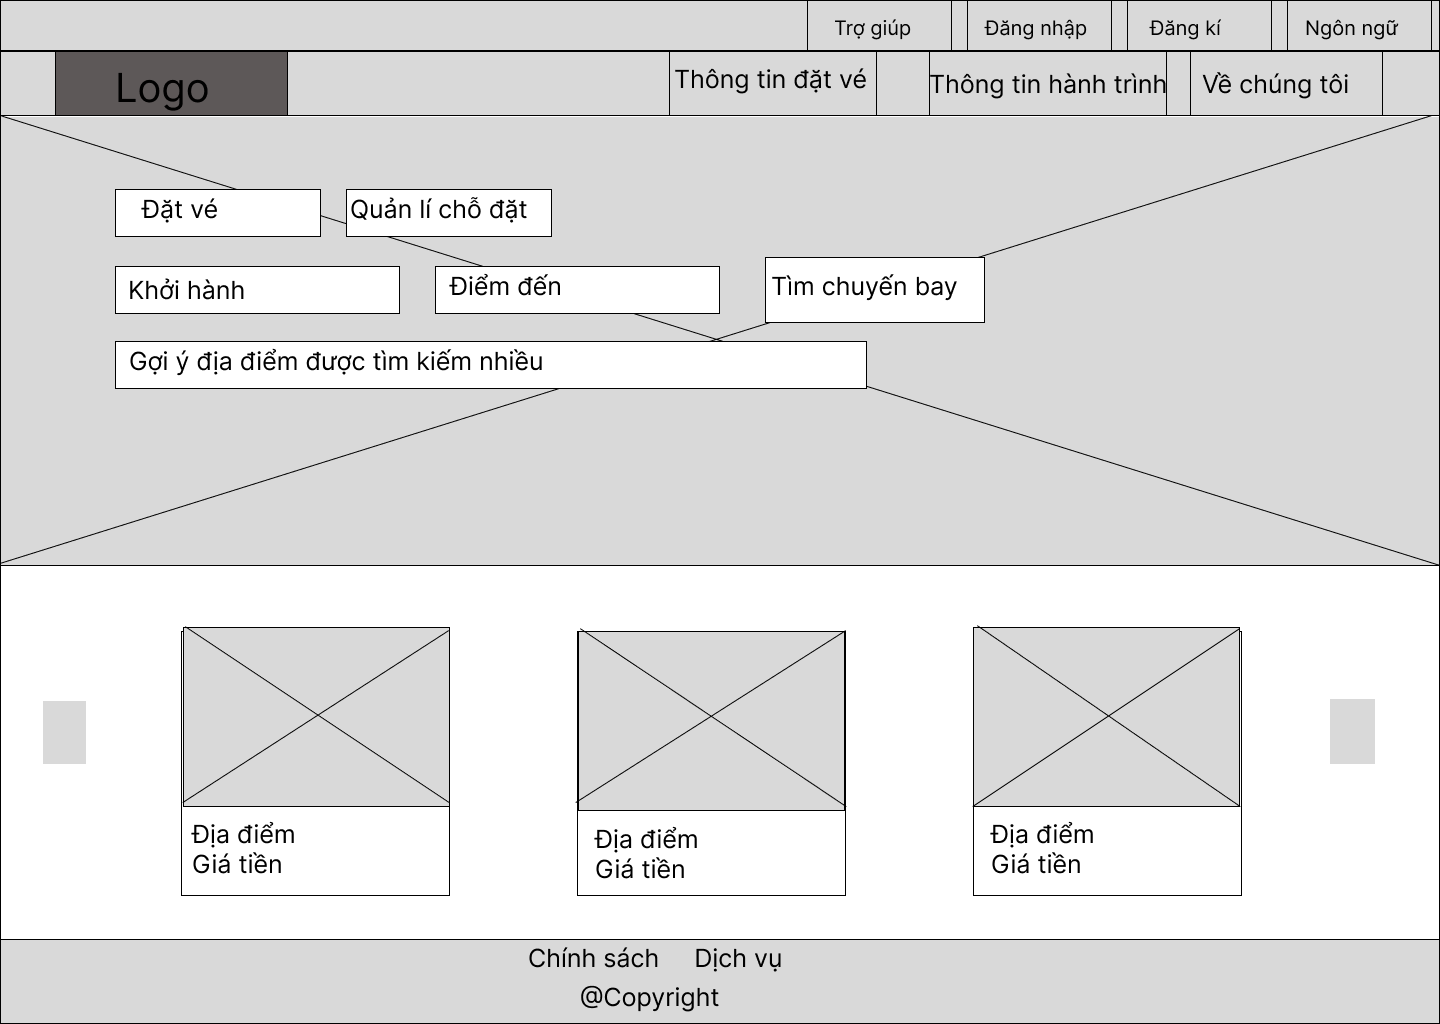 Trợ giúp
Đăng nhập
Đăng kí
Ngôn ngữ
Logo
Thông tin đặt vé
Thông tin hành trình
Về chúng tôi
Đặt vé
Quản lí chỗ đặt
Khởi hành
Điểm đến
Tìm chuyến bay
Gợi ý địa điểm được tìm kiếm nhiều
Địa điểm
Giá tiền
Địa điểm
Giá tiền
Địa điểm
Giá tiền
Chính sách
Dịch vụ
@Copyright